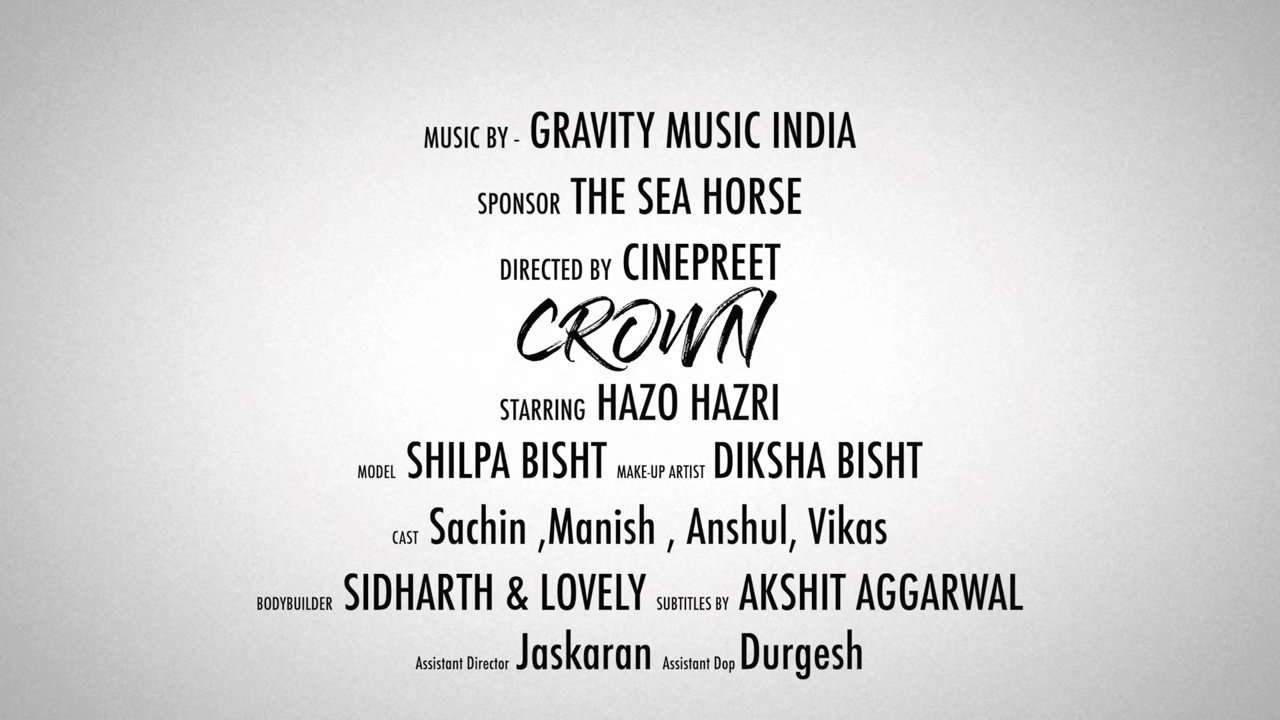 MUSIC BY - GRAVITY MUSIC INDIA
SPONSOR THE SEA HORSE
DIRECTED BY CINEPREET
CROWN
STARRING HAZO HAZRI
MODEL SHILPA BISHT MAKE-UP ARTIST DIKSHA BISHT
CAST Sachin ,Manish , Anshul, Vikas
BODYBUILDER SIDHARTH & LOVELY SUBTITLES BY AKSHIT AGGARWAL
Assistant Director Jaskaran Assistant Dop Durgesh